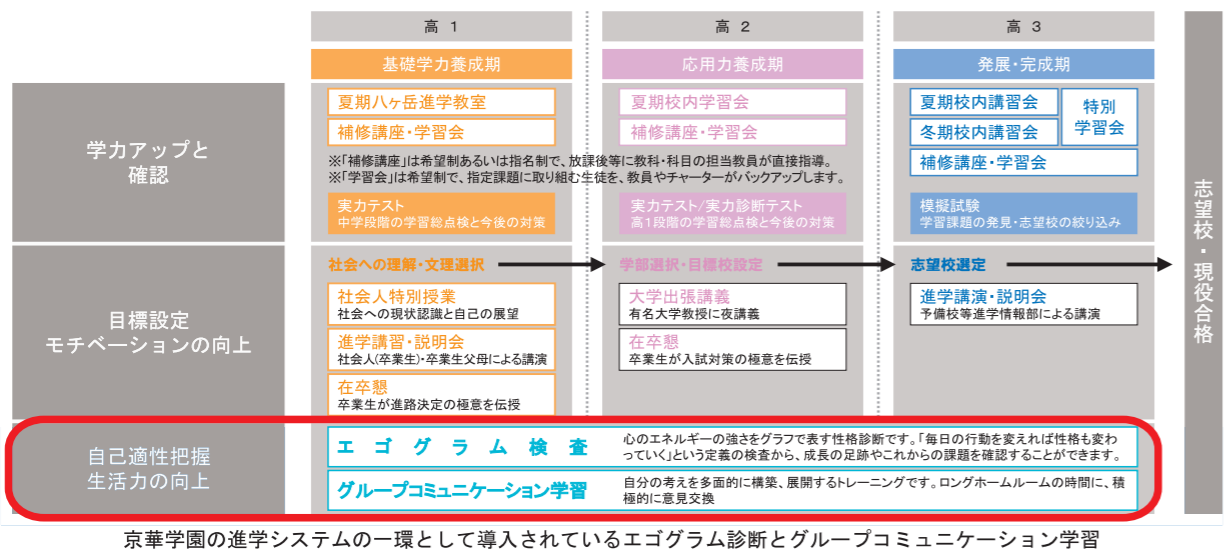 高 1
高 2
高 3
基礎学力養成期
応用力養成期
発展・完成期
学力アップと
確認
夏期八ヶ岳進学教室
補修講座・学習会
夏期校内学習会
補修講座・学習会
夏期校内講習会
冬期校内講習会
特別
学習会
補修講座・学習会
※「補修講座」は希望制あるいは指名制で、放課後等に教科・科目の担当教員が直接指導。
※「学習会」は希望制で、指定課題に取り組む生徒を、教員やチャーターがバックアップします。
実力テスト
中学段階の学習総点検と今後の対策
実力テスト/実力診断テスト
高1段階の学習総点検と今後の対策
模擬試験
学習課題の発見・志望校の絞り込み
目標設定
モチベーションの向上
社会への理解・文理選択
学部選択・目標校設定
志望校選定
社会人特別授業
社会への現状認識と自己の展望
進学講習・説明会
社会人(卒業生)・卒業生父母による講演
在卒懇
卒業生が進路決定の極意を伝授
大学出張講義
有名大学教授に夜講義
在卒懇
卒業生が入試対策の極意を伝授
進学講演・説明会
予備校等進学情報部による講演
自己適性把握
生活力の向上
エゴグラム検査
心のエネルギーの強さをグラフで表す性格診断です。「毎日の行動を変えれば性格も変わ
っていく」という定義の検査から、成長の足跡やこれからの課題を確認することができます。
グループコミュニケーション学習
自分の考えを多面的に構築、展開するトレーニングです。ロングホームルームの時間に、積
極的に意見交換
志望校・現役合格
京華学園の進学システムの一環として導入されているエゴグラム診断とグループコミュニケーション学習